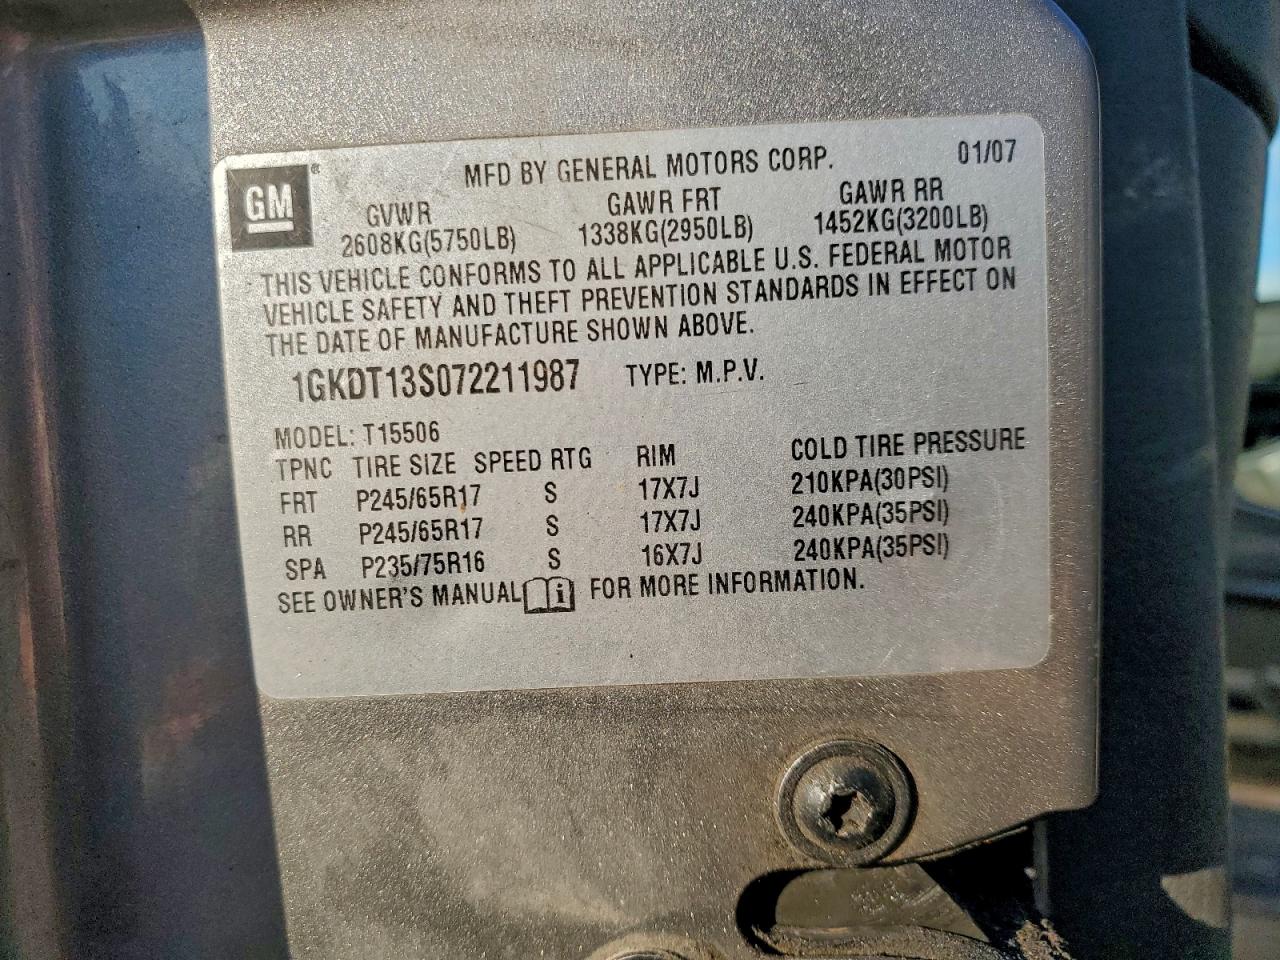 GM ®
MFD BY GENERAL MOTORS CORP. 01/07
GVWR GAWR FRT GAWR RR
2608KG(5750LB) 1338KG(2950LB) 1452KG(3200LB)
THIS VEHICLE CONFORMS TO ALL APPLICABLE U.S. FEDERAL MOTOR
VEHICLE SAFETY AND THEFT PREVENTION STANDARDS IN EFFECT ON
THE DATE OF MANUFACTURE SHOWN ABOVE.
1GKDT13S072211987 TYPE: M.P.V.
MODEL: T15506
TPNC TIRE SIZE SPEED RTG RIM COLD TIRE PRESSURE
FRT P245/65R17 S 17X7J 210KPA(30PSI)
RR P245/65R17 S 17X7J 240KPA(35PSI)
SPA P235/75R16 S 16X7J 240KPA(35PSI)
SEE OWNER'S MANUAL i FOR MORE INFORMATION.